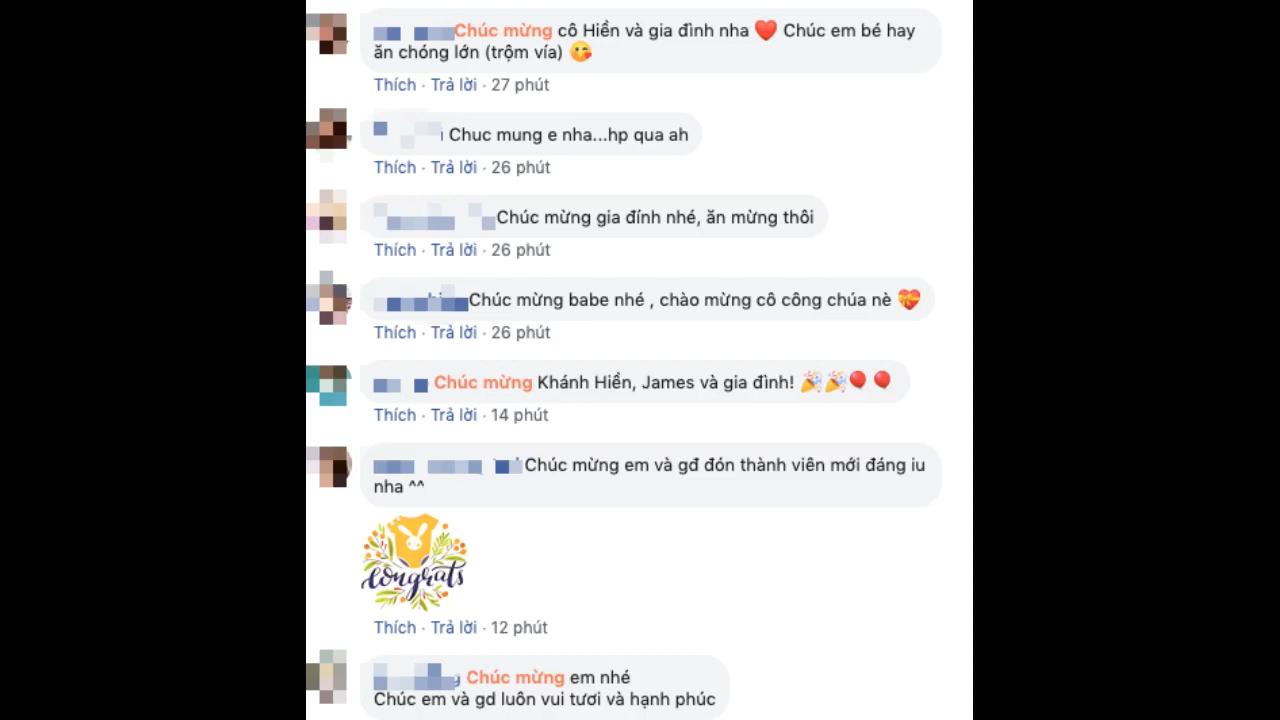 Chúc mừng cô Hiền và gia đình nha ❤️ Chúc em bé hay
ăn chóng lớn (trộm vía) 😋
Thích · Trả lời · 27 phút
Chuc mung e nha...hp qua ah
Thích · Trả lời · 26 phút
Chúc mừng gia đính nhé, ăn mừng thôi
Thích · Trả lời · 26 phút
Chúc mừng babe nhé , chào mừng cô công chúa nè 💝
Thích · Trả lời · 26 phút
Chúc mừng Khánh Hiền, James và gia đình! 🎉🎉🎈🎈
Thích · Trả lời · 14 phút
Chúc mừng em và gđ đón thành viên mới đáng iu
nha ^^
congrats
Thích · Trả lời · 12 phút
Chúc mừng em nhé
Chúc em và gd luôn vui tươi và hạnh phúc